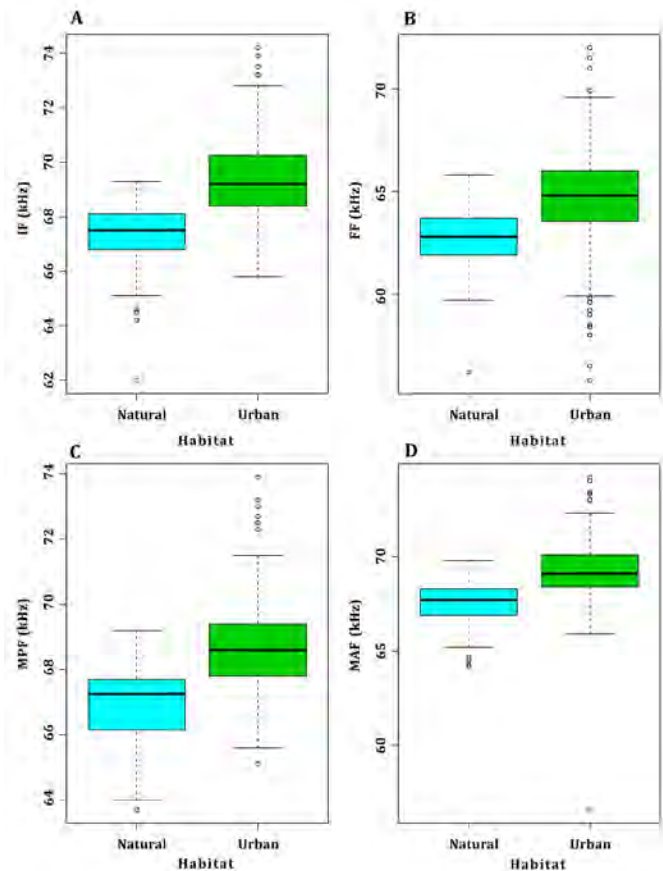 A
IF (kHz)
74
72
70
68
66
64
62
Natural
Urban
Habitat
B
FF (kHz)
70
65
60
Natural
Urban
Habitat
C
MPF (kHz)
74
72
70
68
66
64
Natural
Urban
Habitat
D
MAF (kHz)
70
65
60
Natural
Urban
Habitat